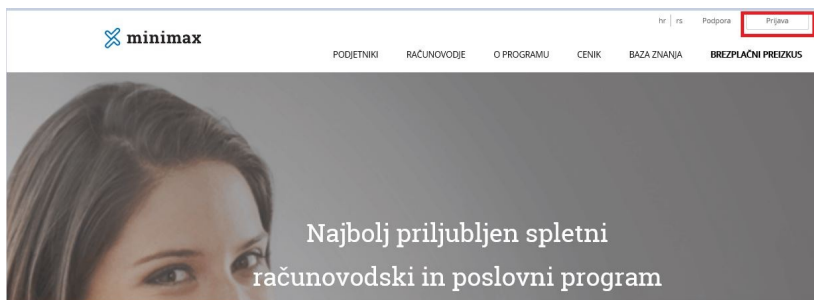 hr | rs Podpora Prijava
minimax
PODJETNIKI RAČUNOVODJE O PROGRAMU CENIK BAZA ZNANJA BREZPLAČNI PREIZKUS
Najbolj priljubljen spletni
računovodski in poslovni program